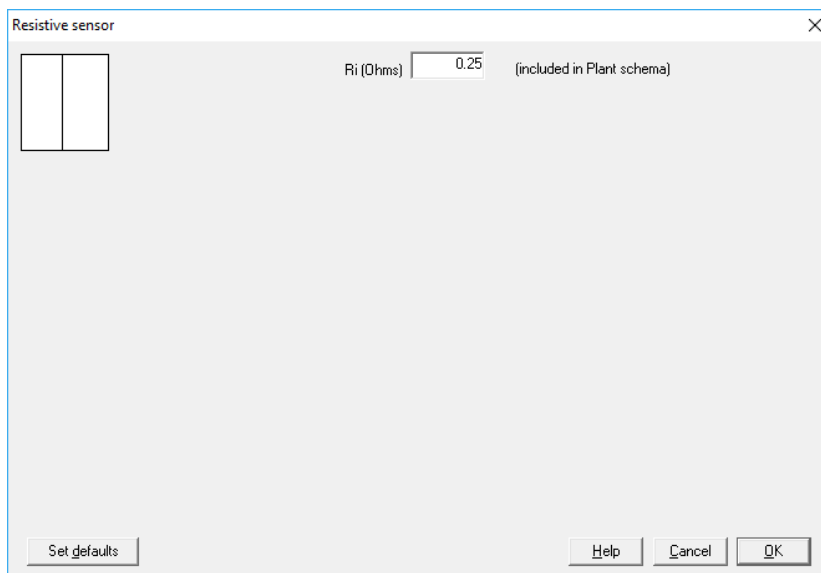 Resistive sensor
Ri (Ohms) 0.25 (included in Plant schema)
Set defaults Help Cancel OK